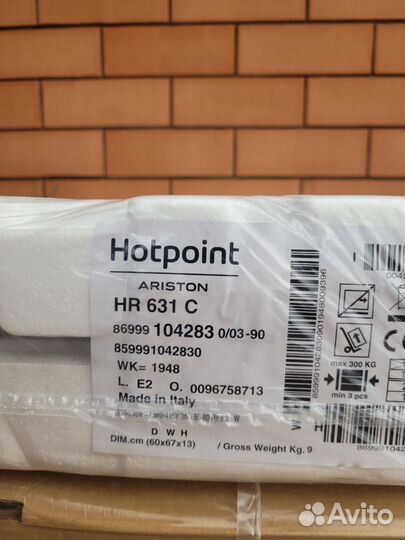 Hotpoint
ARISTON
HR 631 C
86999 104283 0/03-90
859991042830
WK= 1948
L. E2 O. 0096758713
Made in Italy
D W H
DIM.cm (60x67x13) / Gross Weight Kg. 9
max 300 KG
min 3 pcs
Avito